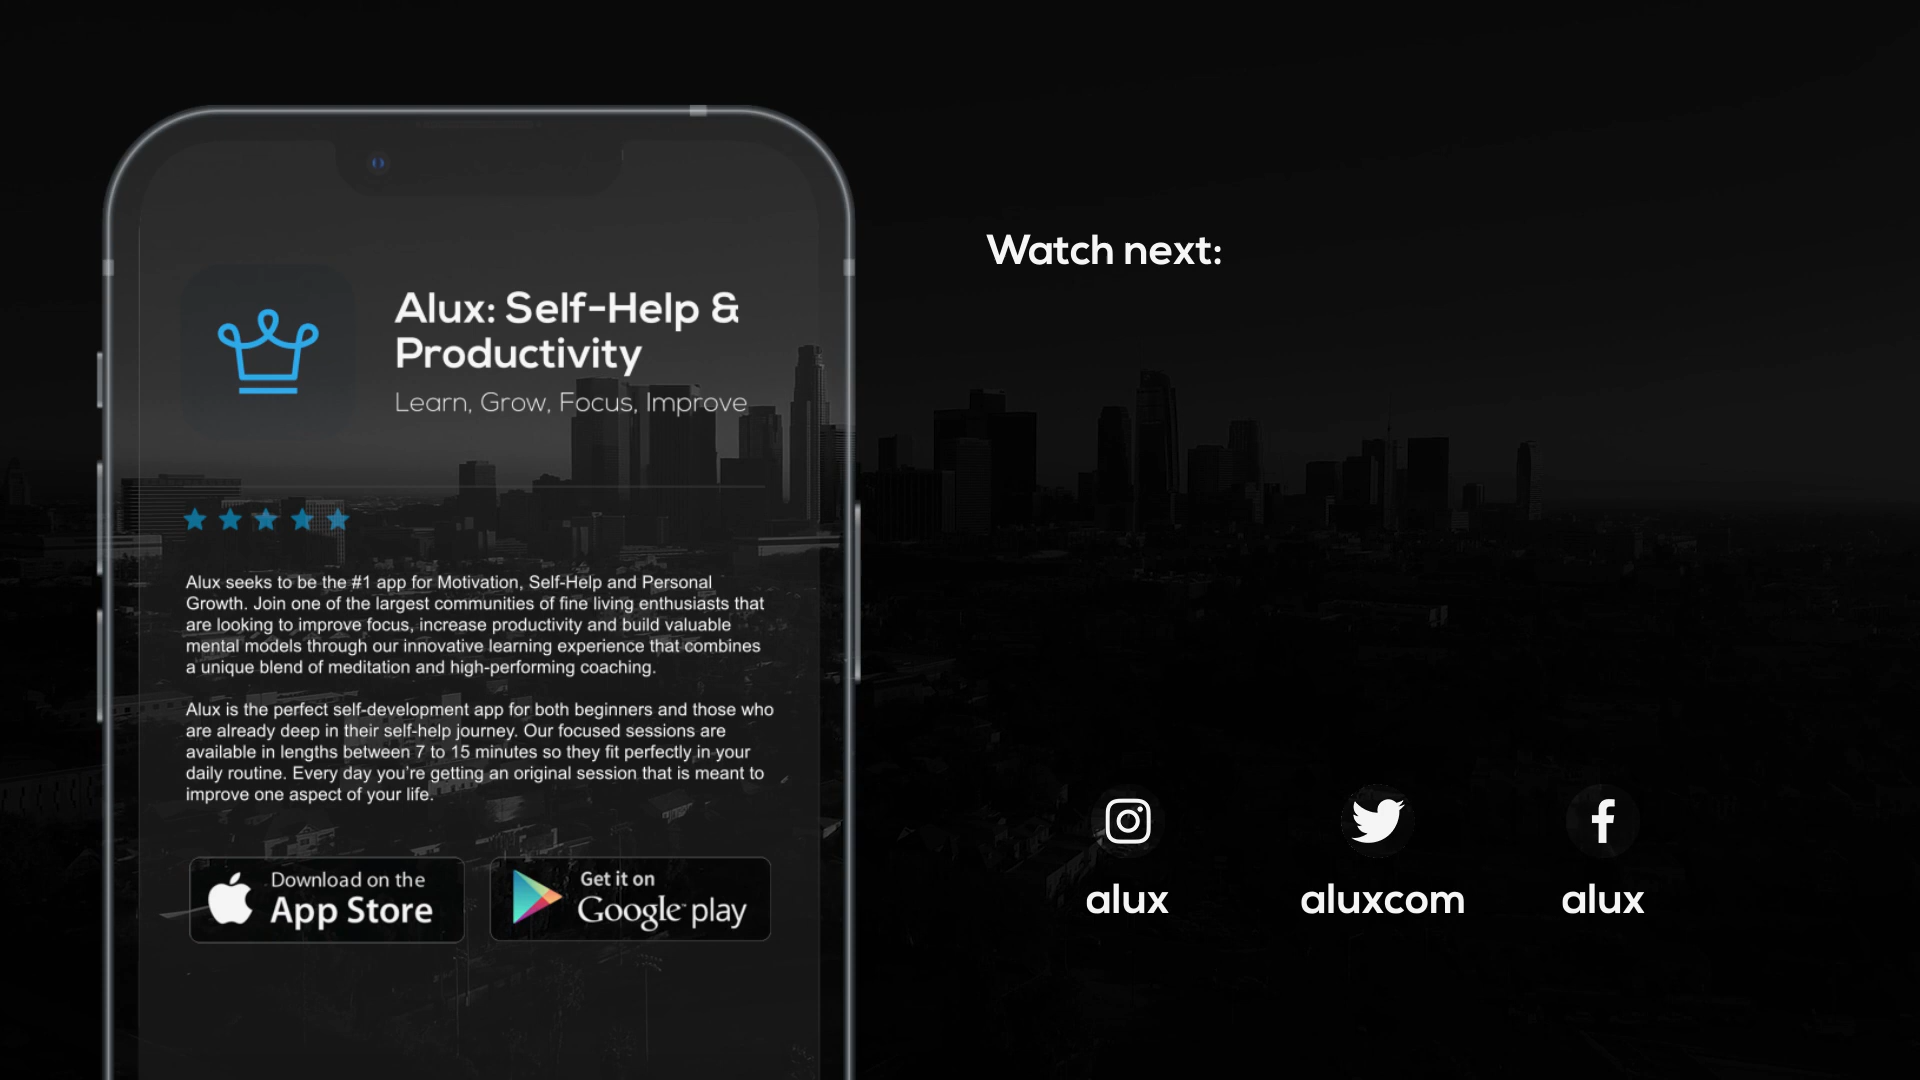 Alux: Self-Help &
Productivity
Learn, Grow, Focus, Improve
Alux seeks to be the #1 app for Motivation, Self-Help and Personal
Growth. Join one of the largest communities of fine living enthusiasts that
are looking to improve focus, increase productivity and build valuable
mental models through our innovative learning experience that combines
a unique blend of meditation and high-performing coaching.
Alux is the perfect self-development app for both beginners and those who
are already deep in their self-help journey. Our focused sessions are
available in lengths between 7 to 15 minutes so they fit perfectly in your
daily routine. Every day you're getting an original session that is meant to
improve one aspect of your life.
Download on the
App Store
Get it on
Google play
Watch next:
alux
aluxcom
alux